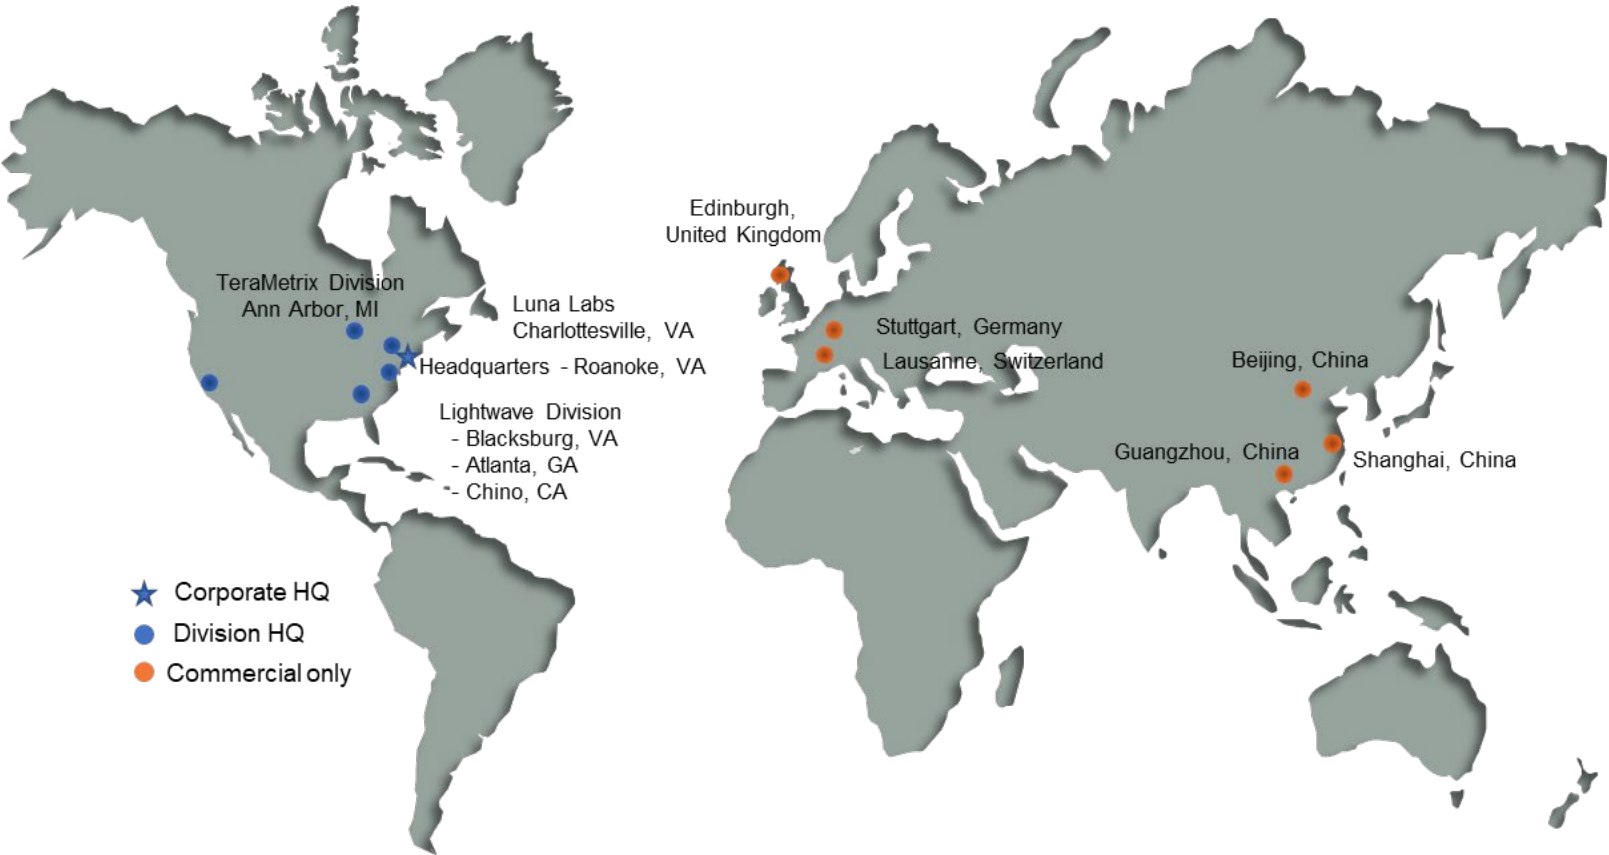 Edinburgh,
United Kingdom
TeraMetrix Division
Ann Arbor, MI
Luna Labs
Charlottesville, VA
Headquarters - Roanoke, VA
Lightwave Division
- Blacksburg, VA
- Atlanta, GA
- Chino, CA
Stuttgart, Germany
Lausanne, Switzerland
Beijing, China
Guangzhou, China
Shanghai, China
Corporate HQ
Division HQ
Commercial only